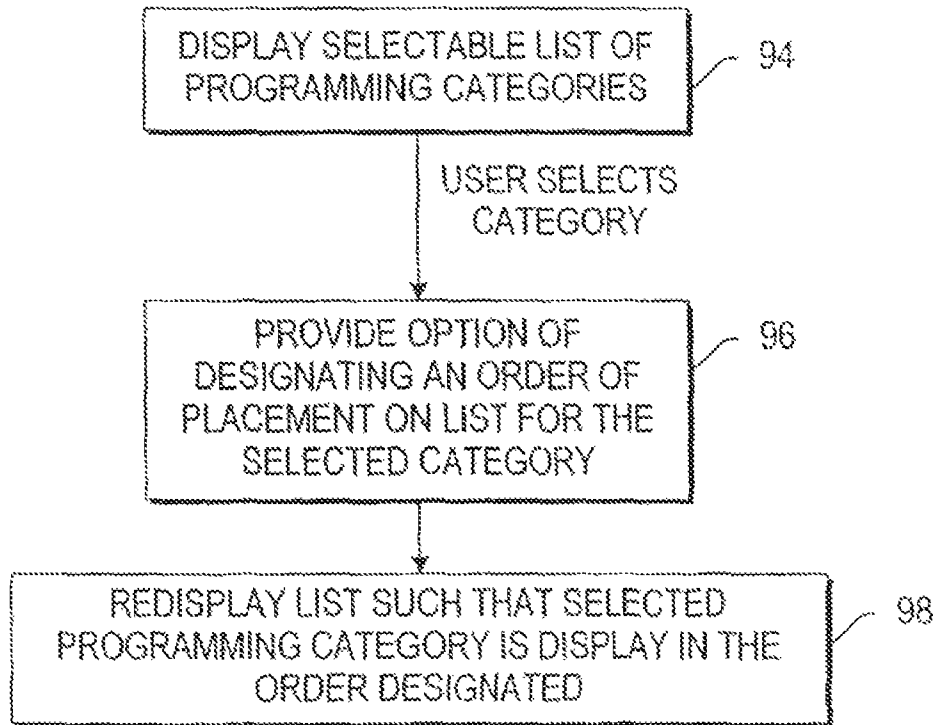 DISPLAY SELECTABLE LIST OF
PROGRAMMING CATEGORIES
94
USER SELECTS
CATEGORY
PROVIDE OPTION OF
DESIGNATING AN ORDER OF
PLACEMENT ON LIST FOR THE
SELECTED CATEGORY
96
REDISPLAY LIST SUCH THAT SELECTED
PROGRAMMING CATEGORY IS DISPLAY IN THE
ORDER DESIGNATED
98